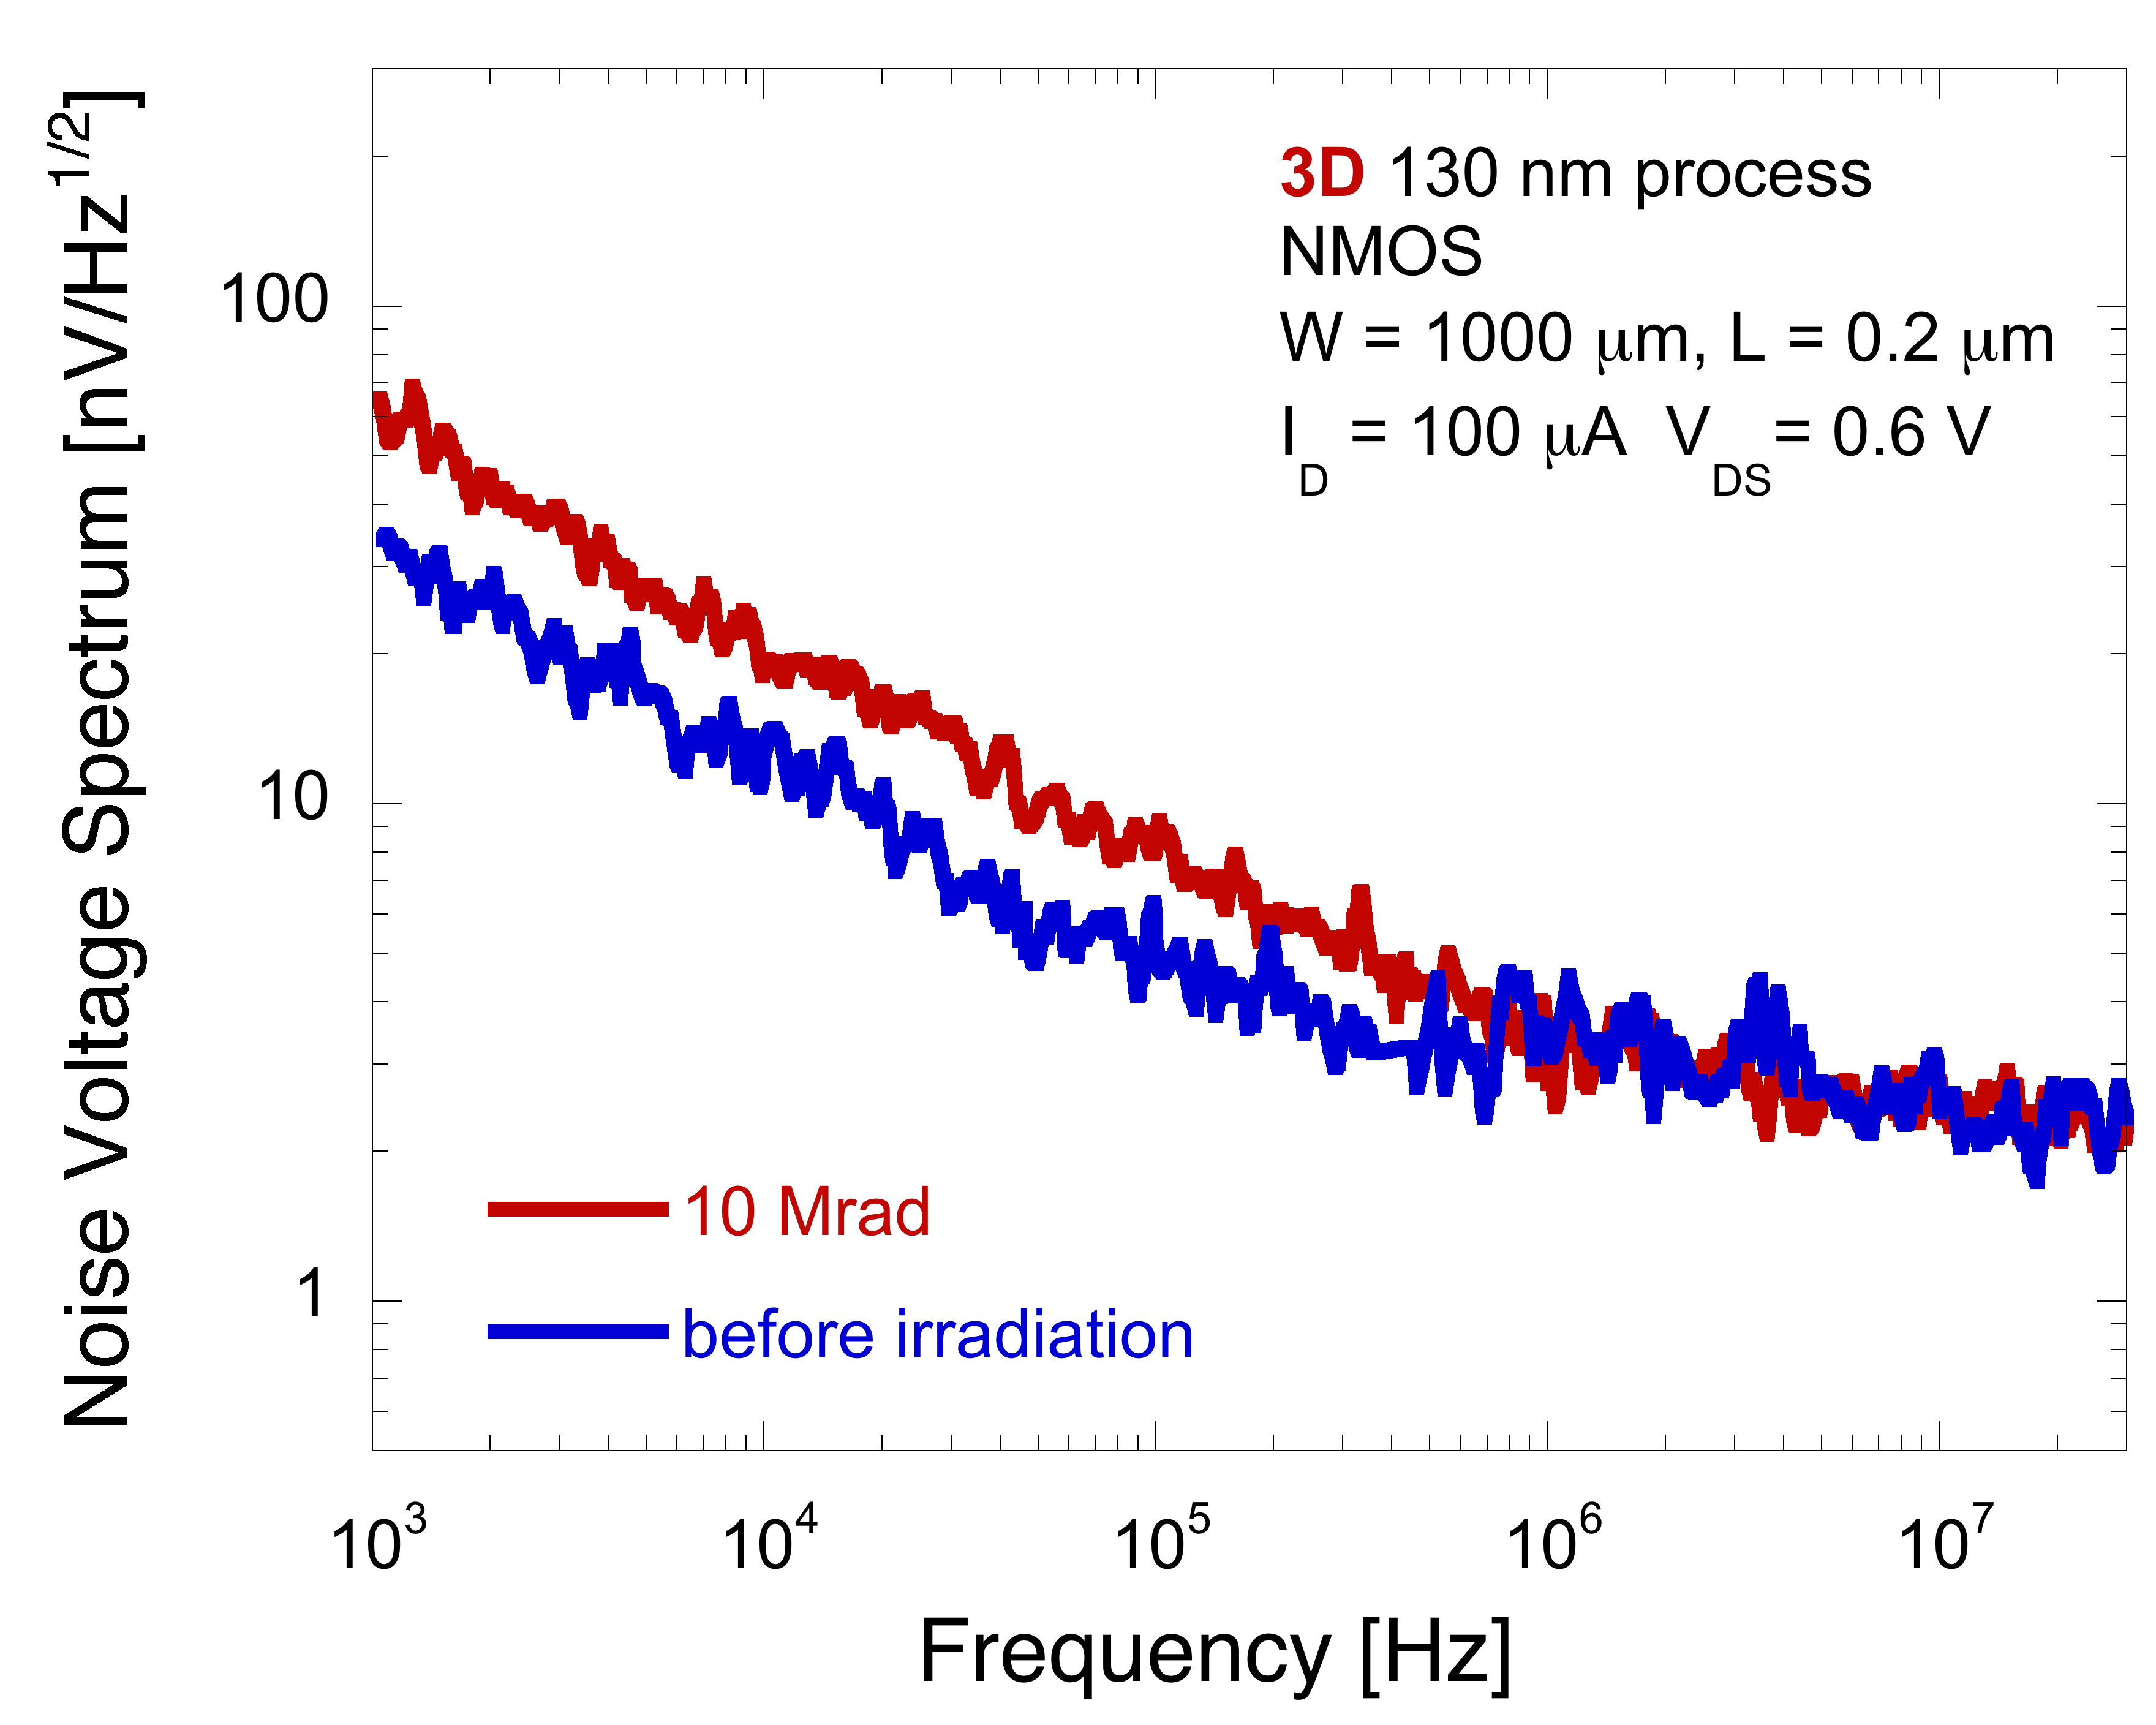 Noise Voltage Spectrum [nV/Hz^1/2]
100
10
1
3D 130 nm process
NMOS
W = 1000 μm, L = 0.2 μm
I_D = 100 μA V_DS = 0.6 V
10 Mrad
before irradiation
10^3 10^4 10^5 10^6 10^7
Frequency [Hz]